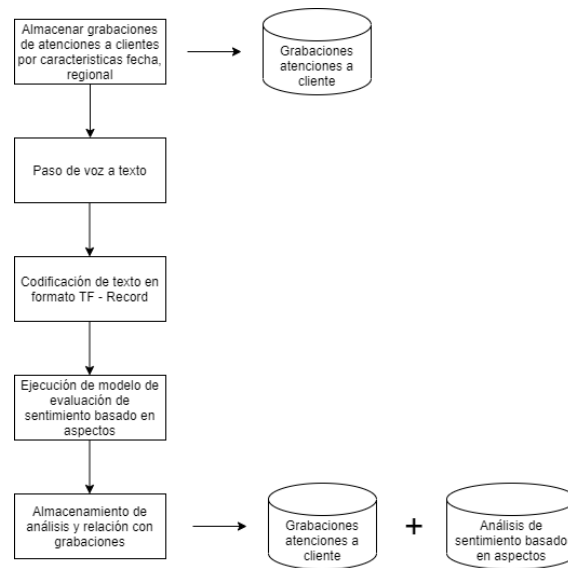 Almacenar grabaciones
de atenciones a clientes
por caracteristicas fecha,
regional
Grabaciones
atenciones a
cliente
Paso de voz a texto
Codificación de texto en
formato TF - Record
Ejecución de modelo de
evaluación de
sentimiento basado en
aspectos
Almacenamiento de
análisis y relación con
grabaciones
Grabaciones
atenciones a
cliente
+
Análisis de
sentimiento basado
en aspectos